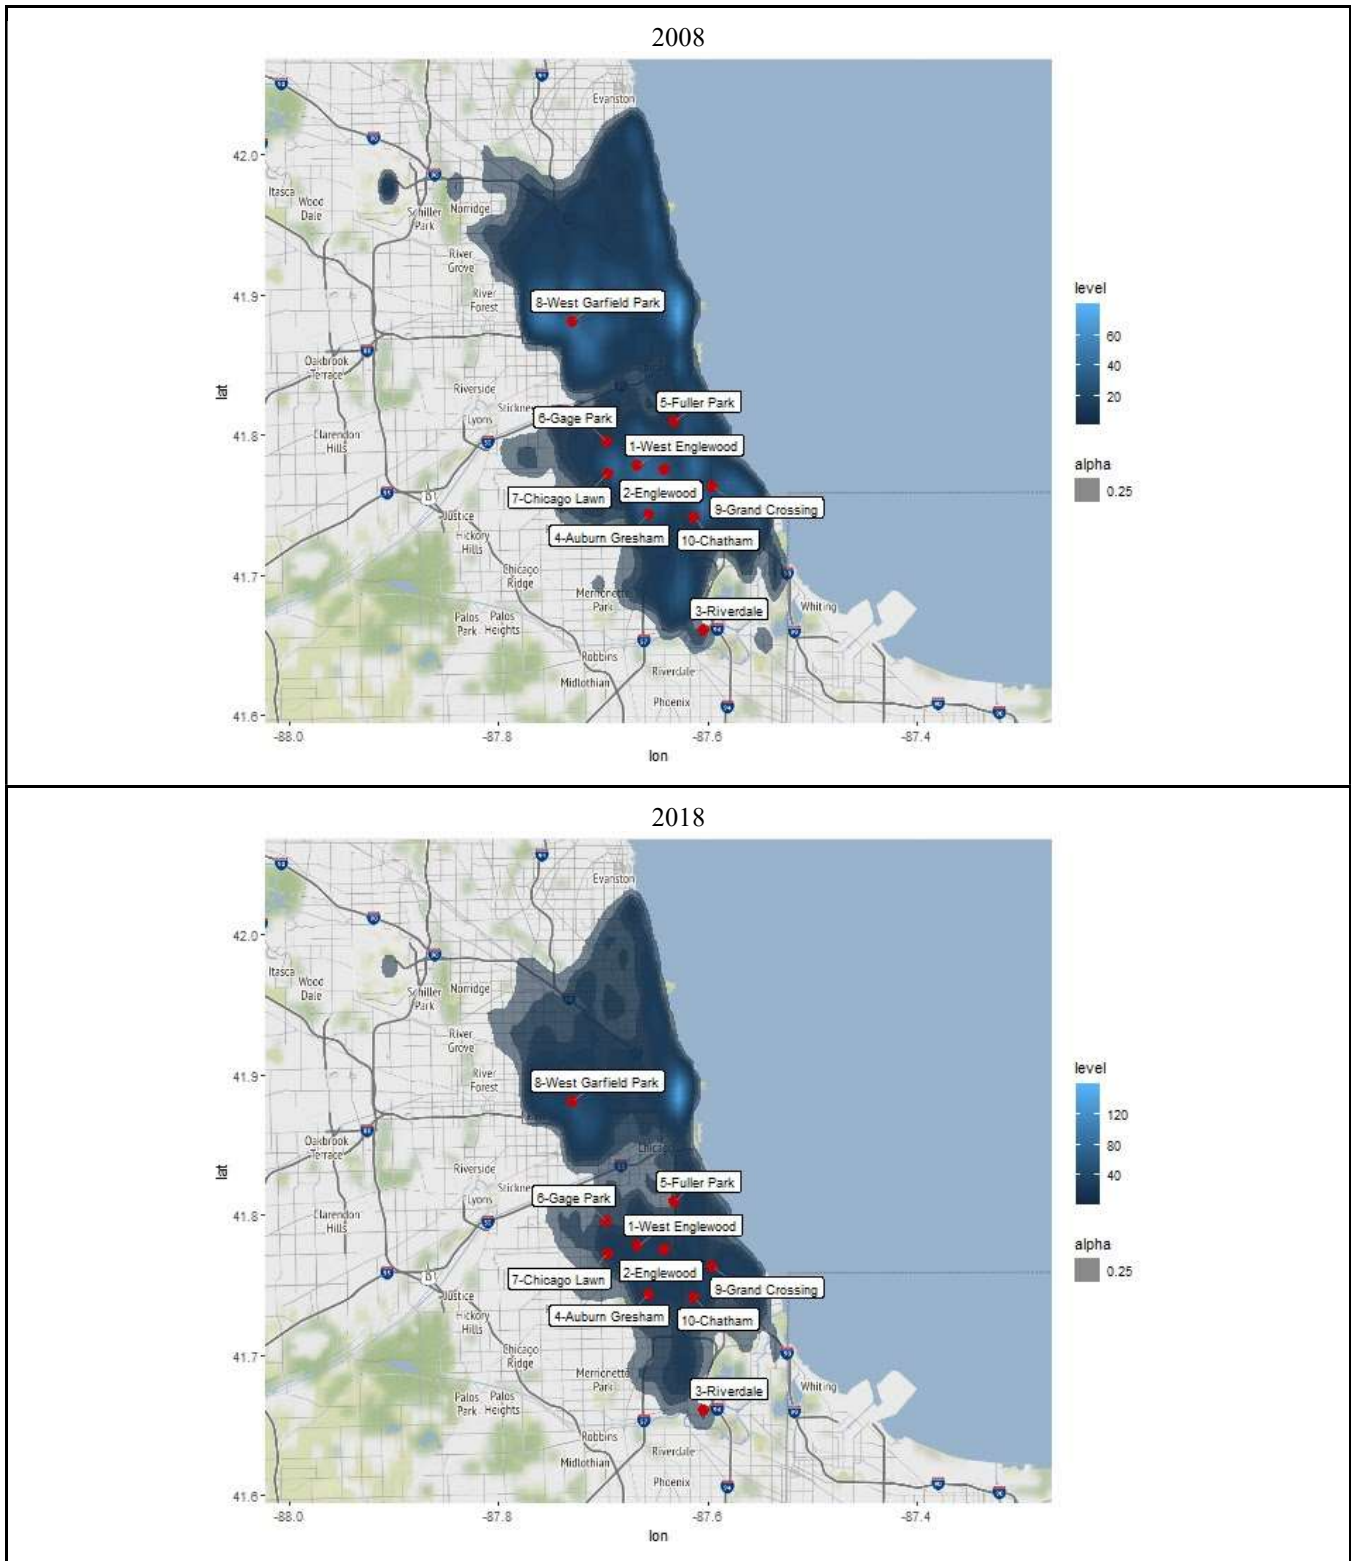 2008
Evanston
42.0
Itasca
Wood
Dale
Schiller
Park
Norridge
River
Grove
41.9
River
Forest
8-West Garfield Park
level
60
40
20
Oakbrook
Terrace
Riverside
lat
Stickne
Lyons
5-Fuller Park
6-Gage Park
41.8
Clarendon
Hills
1-West Englewood
alpha
0.25
7-Chicago Lawn
2-Englewood
9-Grand Crossing
Justice
Hickory
Hills
4-Auburn Gresham
10-Chatham
41.7
Chicago
Ridge
Merrionette
Park
3-Riverdale
Whiting
Palos
Park
Palos
Heights
Robbins
Riverdale
Midlothian
Phoenix
41.6
-88.0
-87.8
-87.6
-87.4
lon
2018
Evanston
42.0
Itasca
Wood
Dale
Schiller
Park
Norridge
River
Grove
41.9
River
Forest
8-West Garfield Park
level
120
80
40
Oakbrook
Terrace
Chicag
Riverside
lat
Stickne
Lyons
5-Fuller Park
6-Gage Park
41.8
Clarendon
Hills
1-West Englewood
alpha
0.25
7-Chicago Lawn
2-Englewood
9-Grand Crossing
Justice
Hickory
Hills
4-Auburn Gresham
10-Chatham
41.7
Chicago
Ridge
Merrionette
Park
3-Riverdale
Whiting
Palos
Park
Palos
Heights
Robbins
Riverdale
Midlothian
Phoenix
41.6
-88.0
-87.8
-87.6
-87.4
lon